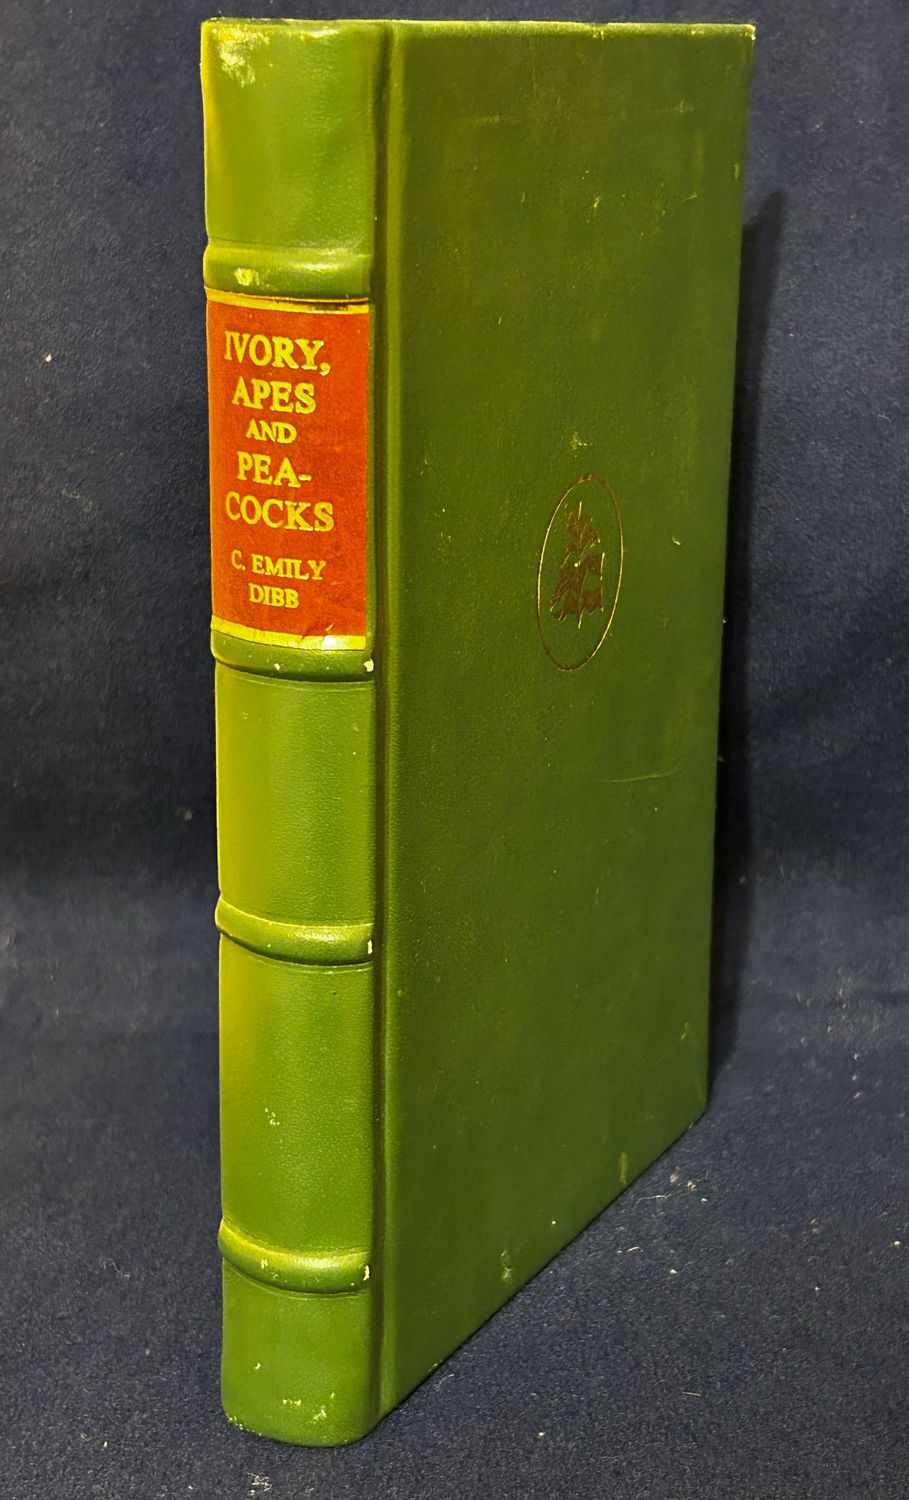 IVORY,
APES
AND
PEA-
COCKS
C. EMILY
DIBB